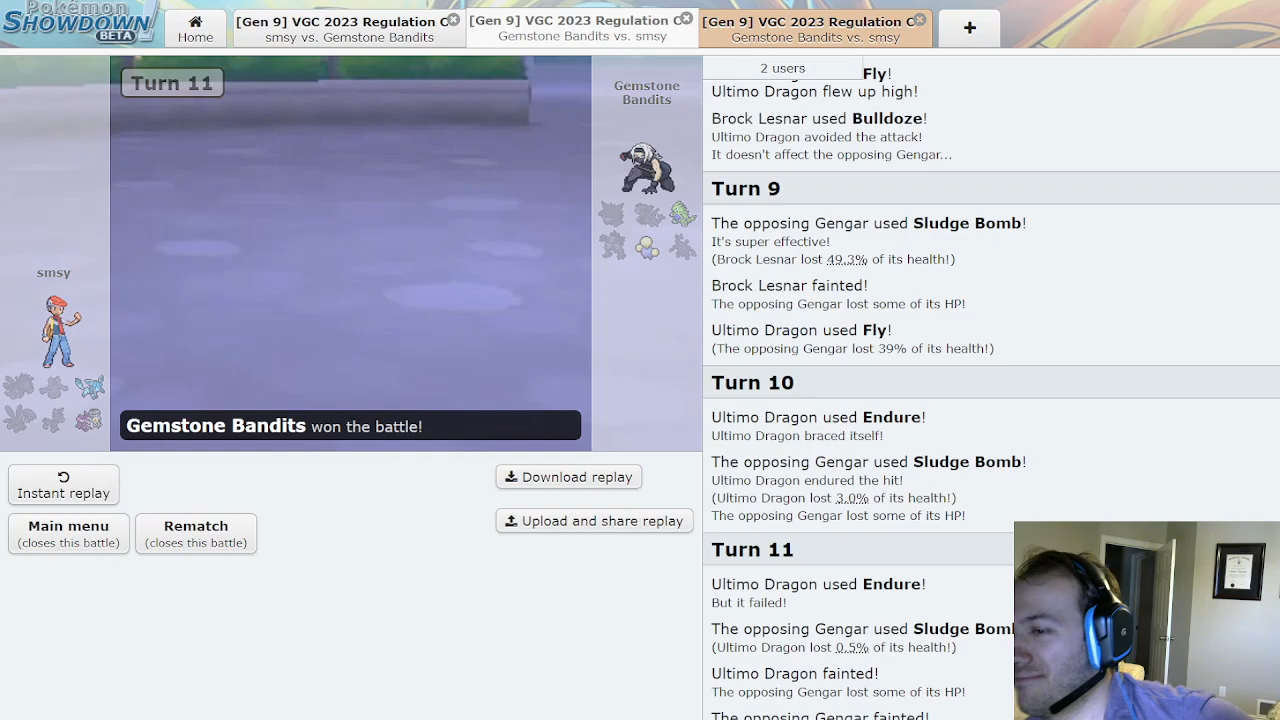 Pokémon
SHOWDOWN
BETA
Home
[Gen 9] VGC 2023 Regulation C
smsy vs. Gemstone Bandits
[Gen 9] VGC 2023 Regulation C
Gemstone Bandits vs. smsy
[Gen 9] VGC 2023 Regulation C
Gemstone Bandits vs. smsy
+
Turn 11
Gemstone
Bandits
smsy
Gemstone Bandits won the battle!
Instant replay
Download replay
Upload and share replay
Main menu
(closes this battle)
Rematch
(closes this battle)
2 users
Fly!
Ultimo Dragon flew up high!
Brock Lesnar used Bulldoze!
Ultimo Dragon avoided the attack!
It doesn't affect the opposing Gengar...
Turn 9
The opposing Gengar used Sludge Bomb!
It's super effective!
(Brock Lesnar lost 49.3% of its health!)
Brock Lesnar fainted!
The opposing Gengar lost some of its HP!
Ultimo Dragon used Fly!
(The opposing Gengar lost 39% of its health!)
Turn 10
Ultimo Dragon used Endure!
Ultimo Dragon braced itself!
The opposing Gengar used Sludge Bomb!
Ultimo Dragon endured the hit!
(Ultimo Dragon lost 3.0% of its health!)
The opposing Gengar lost some of its HP!
Turn 11
Ultimo Dragon used Endure!
But it failed!
The opposing Gengar used Sludge Bomb
(Ultimo Dragon lost 0.5% of its health!)
Ultimo Dragon fainted!
The opposing Gengar lost some of its HP!
The opposing Gengar fainted!